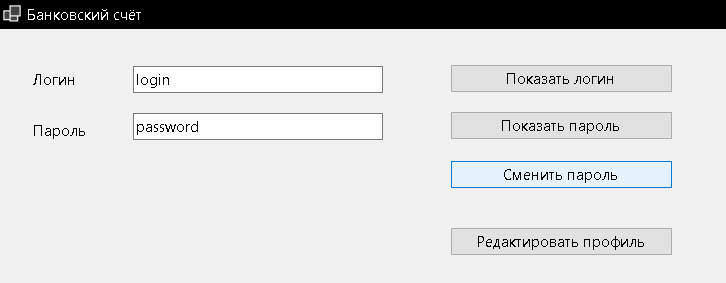 Банковский счёт
Логин
login
Показать логин
Пароль
password
Показать пароль
Сменить пароль
Редактировать профиль